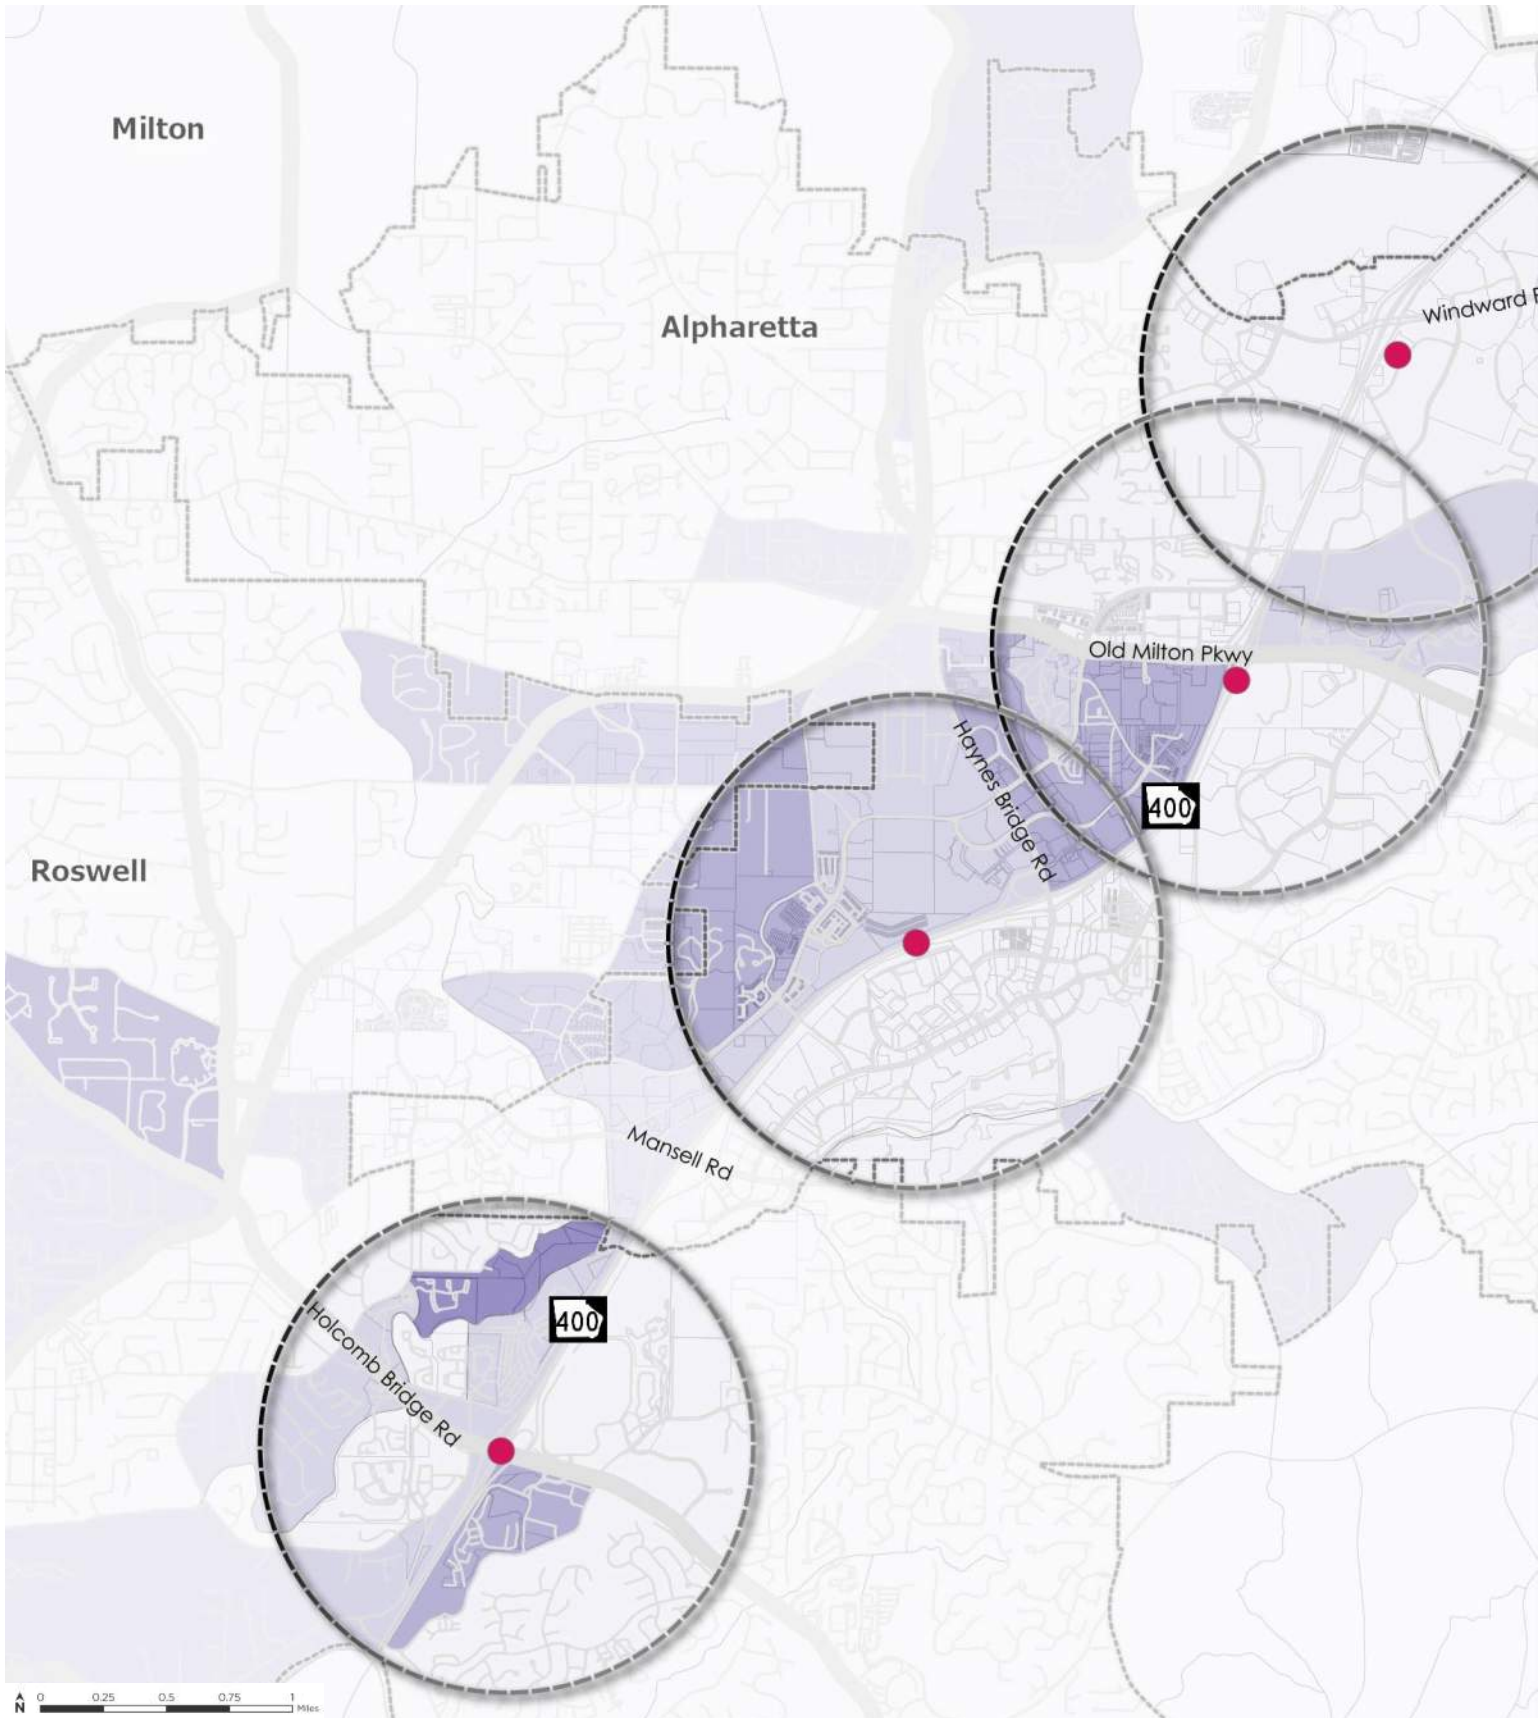 Milton
Windward
Alpharetta
Old Milton Pkwy
Haynes Bridge Rd
400
Roswell
Mansell Rd
400
Holcomb Bridge Rd
N
0 0.25 0.5 0.75 1
Miles